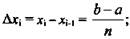 Δxᵢ = xᵢ - xᵢ₋₁ = (b - a)/n;